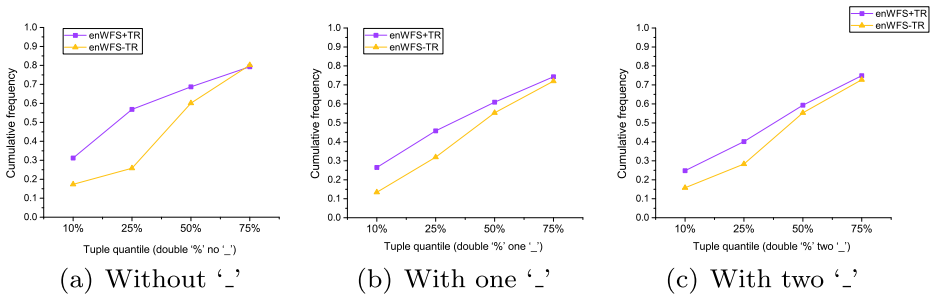 enWFS+TR
enWFS-TR
Cumulative frequency
1.0
0.9
0.8
0.7
0.6
0.5
0.4
0.3
0.2
0.1
0.0
10% 25% 50% 75%
Tuple quantile (double ‘%’ no ‘_’)
(a) Without ‘_’
enWFS+TR
enWFS-TR
Cumulative frequency
1.0
0.9
0.8
0.7
0.6
0.5
0.4
0.3
0.2
0.1
0.0
10% 25% 50% 75%
Tuple quantile (double ‘%’ one ‘_’)
(b) With one ‘_’
enWFS+TR
enWFS-TR
Cumulative frequency
1.0
0.9
0.8
0.7
0.6
0.5
0.4
0.3
0.2
0.1
0.0
10% 25% 50% 75%
Tuple quantile (double ‘%’ two ‘_’)
(c) With two ‘_’